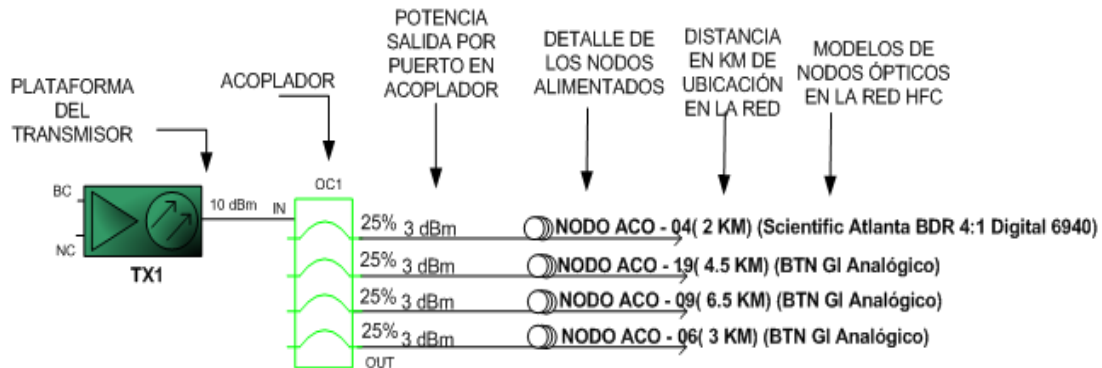 PLATAFORMA
DEL
TRANSMISOR
ACOPLADOR
POTENCIA
SALIDA POR
PUERTO EN
ACOPLADOR
DETALLE DE
LOS NODOS
ALIMENTADOS
DISTANCIA
EN KM DE
UBICACIÓN
EN LA RED
MODELOS DE
NODOS ÓPTICOS
EN LA RED HFC
BC
NC
TX1
10 dBm
IN
OC1
25% 3 dBm NODO ACO - 04( 2 KM) (Scientific Atlanta BDR 4:1 Digital 6940)
25% 3 dBm NODO ACO - 19( 4.5 KM) (BTN GI Analógico)
25% 3 dBm NODO ACO - 09( 6.5 KM) (BTN GI Analógico)
25% 3 dBm NODO ACO - 06( 3 KM) (BTN GI Analógico)
OUT